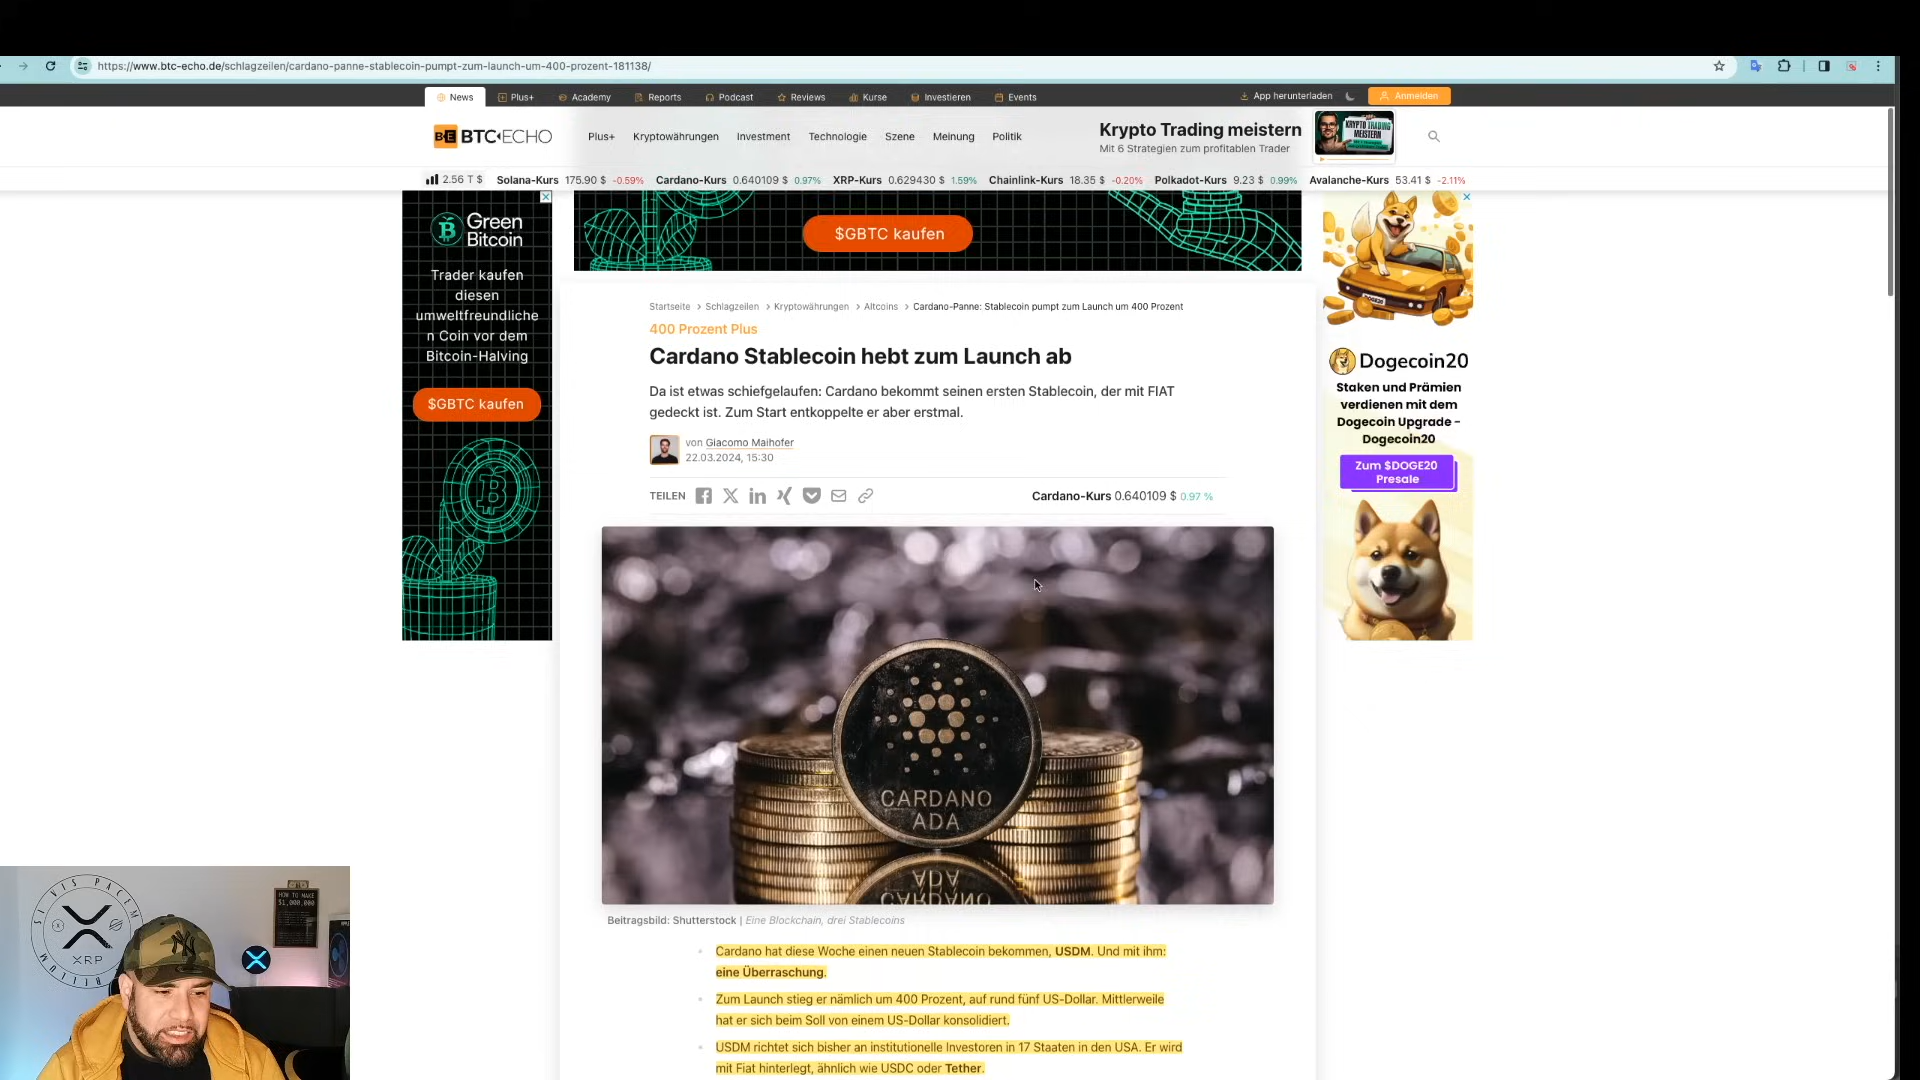 https://www.btc-echo.de/schlagzeilen/cardano-panne-stablecoin-pumpt-zum-launch-um-400-prozent-181138/
News Plus+ Academy Reports Podcast Reviews Kurse Investieren Events App herunterladen Anmelden
BE BTC-ECHO Plus+ Kryptowährungen Investment Technologie Szene Meinung Politik
Krypto Trading meistern
Mit 6 Strategien zum profitablen Trader
KRYPTO TRADING MEISTERN
2.56 T $ Solana-Kurs 175.90 $ -0.59% Cardano-Kurs 0.640109 $ 0.97% XRP-Kurs 0.629430 $ 1.59% Chainlink-Kurs 18.35 $ -0.20% Polkadot-Kurs 9.23 $ 0.99% Avalanche-Kurs 53.41 $ -2.11%
Green
Bitcoin
Trader kaufen
diesen
umweltfreundliche
n Coin vor dem
Bitcoin-Halving
$GBTC kaufen
$GBTC kaufen
Startseite > Schlagzeilen > Kryptowährungen > Altcoins > Cardano-Panne: Stablecoin pumpt zum Launch um 400 Prozent
400 Prozent Plus
Cardano Stablecoin hebt zum Launch ab
Da ist etwas schiefgelaufen: Cardano bekommt seinen ersten Stablecoin, der mit FIAT
gedeckt ist. Zum Start entkoppelte er aber erstmal.
von Giacomo Maihofer
22.03.2024, 15:30
TEILEN Cardano-Kurs 0.640109 $ 0.97 %
DOGE20
Dogecoin20
Staken und Prämien
verdienen mit dem
Dogecoin Upgrade –
Dogecoin20
Zum $DOGE20
Presale
CARDANO
ADA
Beitragsbild: Shutterstock | Eine Blockchain, drei Stablecoins
Cardano hat diese Woche einen neuen Stablecoin bekommen, USDM. Und mit ihm:
eine Überraschung.
Zum Launch stieg er nämlich um 400 Prozent, auf rund fünf US-Dollar. Mittlerweile
hat er sich beim Soll von einem US-Dollar konsolidiert.
USDM richtet sich bisher an institutionelle Investoren in 17 Staaten in den USA. Er wird
mit Fiat hinterlegt, ähnlich wie USDC oder Tether.
SI VIS PACEM
PARA BELLUM
XRP
HOW TO MAKE
$1,000,000